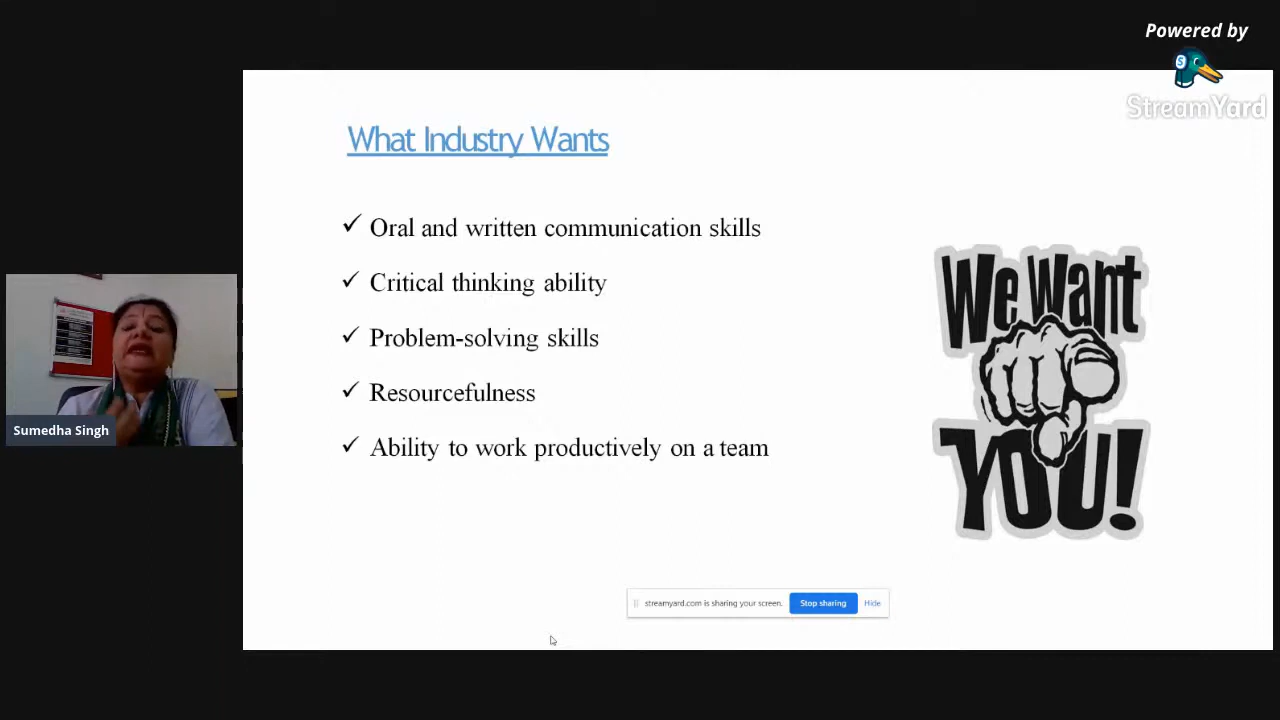 Powered by
StreamYard
What Industry Wants
✓ Oral and written communication skills
✓ Critical thinking ability
✓ Problem-solving skills
✓ Resourcefulness
✓ Ability to work productively on a team
We Want
YOU!
Sumedha Singh
streamyard.com is sharing your screen. Stop sharing Hide